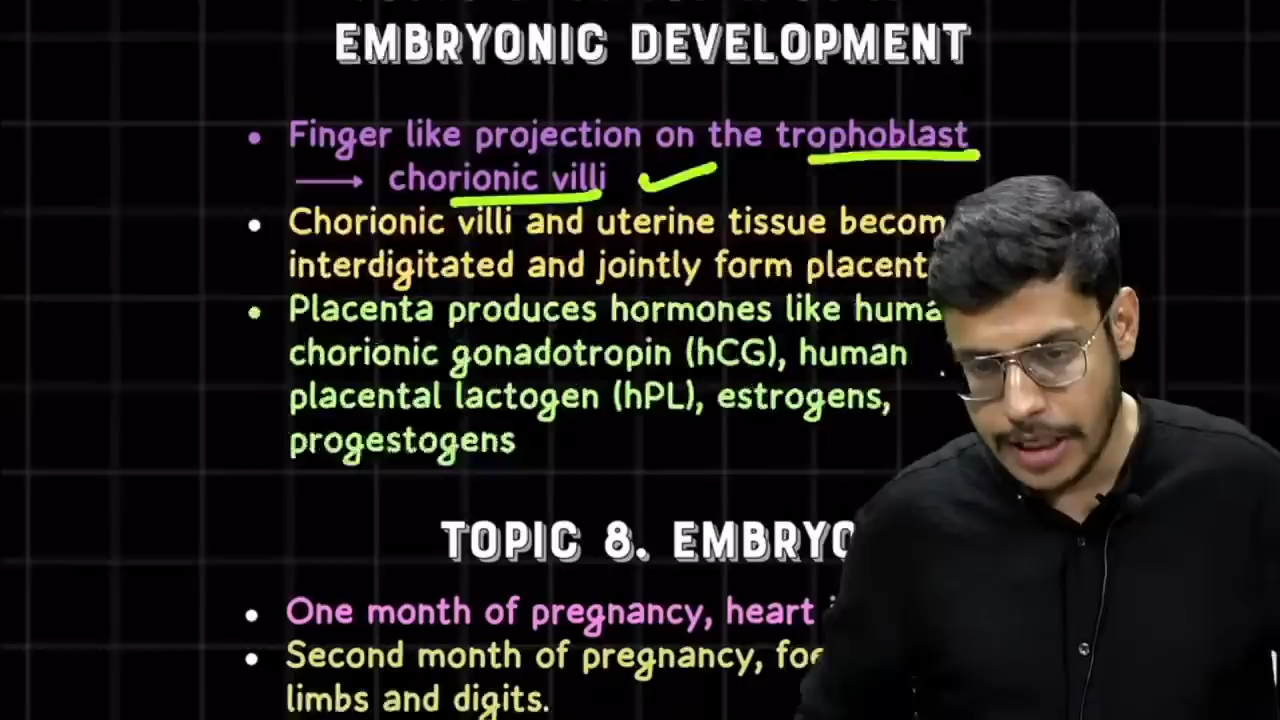 EMBRYONIC DEVELOPMENT
• Finger like projection on the trophoblast
⟶ chorionic villi ✓
• Chorionic villi and uterine tissue becom
interdigitated and jointly form placent
• Placenta produces hormones like huma
chorionic gonadotropin (hCG), human
placental lactogen (hPL), estrogens,
progestogens
TOPIC 8. EMBRYO
• One month of pregnancy, heart
• Second month of pregnancy, foe
limbs and digits.